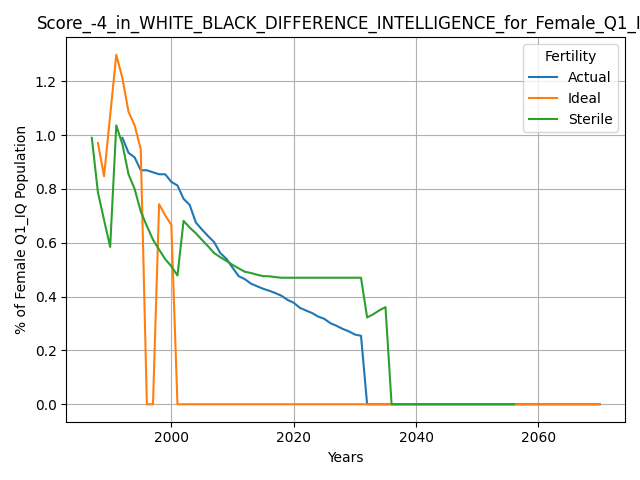 Score_-4_in_WHITE_BLACK_DIFFERENCE_INTELLIGENCE_for_Female_Q1_I
Fertility
Actual
Ideal
Sterile
% of Female Q1_IQ Population
1.2
1.0
0.8
0.6
0.4
0.2
0.0
2000 2020 2040 2060
Years